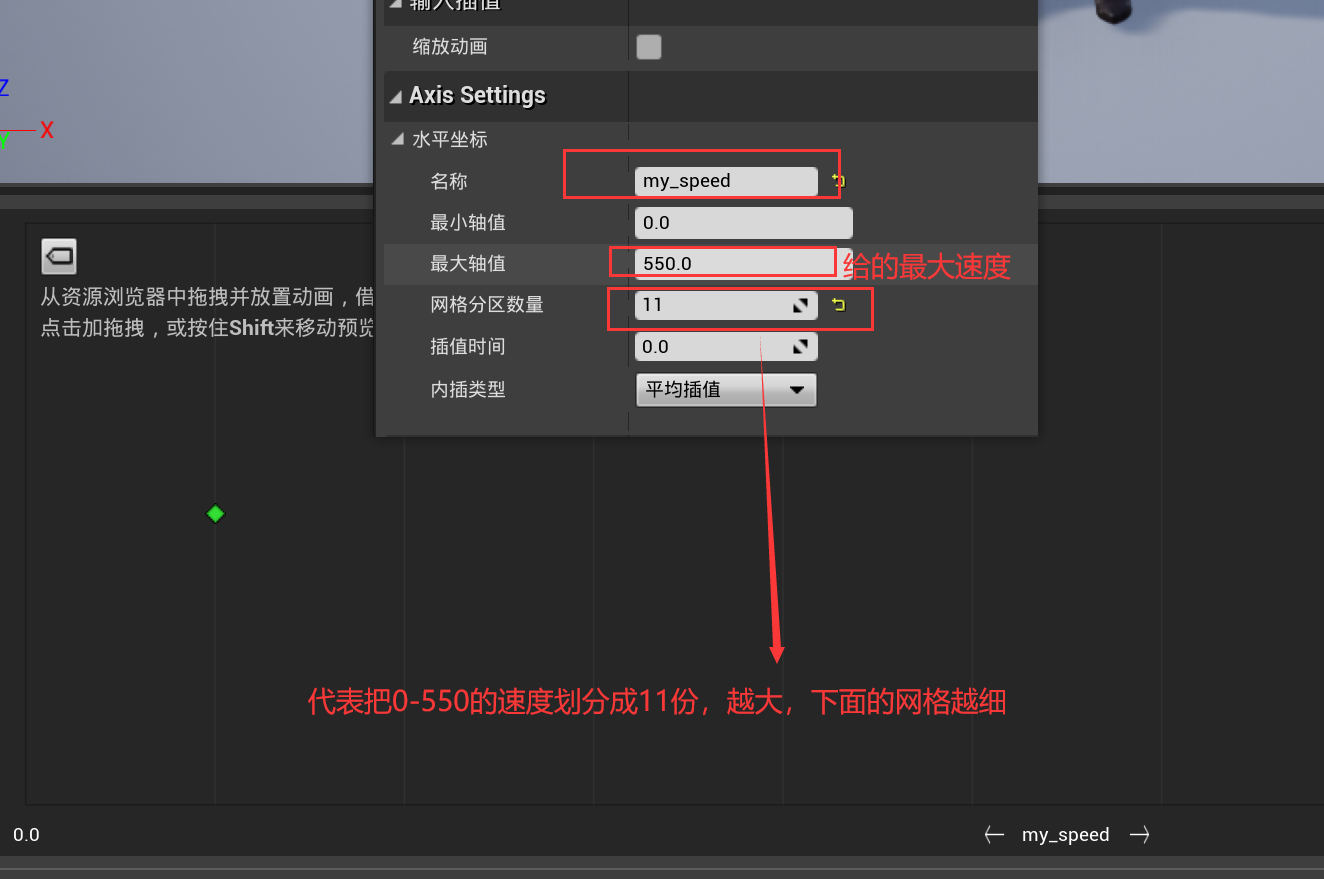 输入插值
缩放动画
Z
X
Y
Axis Settings
水平坐标
名称 my_speed
最小轴值 0.0
最大轴值 550.0 给的最大速度
网格分区数量 11
插值时间 0.0
内插类型 平均插值
从资源浏览器中拖拽并放置动画，借
点击加拖拽，或按住Shift来移动预览
代表把0-550的速度划分成11份，越大，下面的网格越细
0.0
my_speed